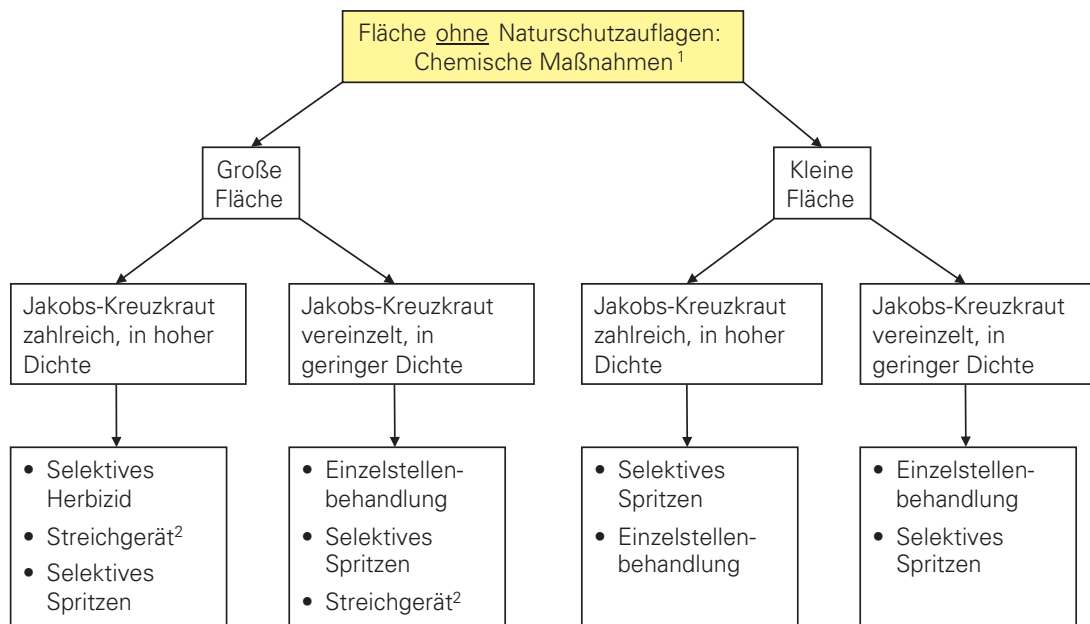 Fläche ohne Naturschutzauflagen:
Chemische Maßnahmen¹
Große
Fläche
Kleine
Fläche
Jakobs-Kreuzkraut
zahlreich, in hoher
Dichte
Jakobs-Kreuzkraut
vereinzelt, in
geringer Dichte
Jakobs-Kreuzkraut
zahlreich, in hoher
Dichte
Jakobs-Kreuzkraut
vereinzelt, in
geringer Dichte
• Selektives
Herbizid
• Streichgerät²
• Selektives
Spritzen
• Einzelstellen-
behandlung
• Selektives
Spritzen
• Streichgerät²
• Selektives
Spritzen
• Einzelstellen-
behandlung
• Einzelstellen-
behandlung
• Selektives
Spritzen